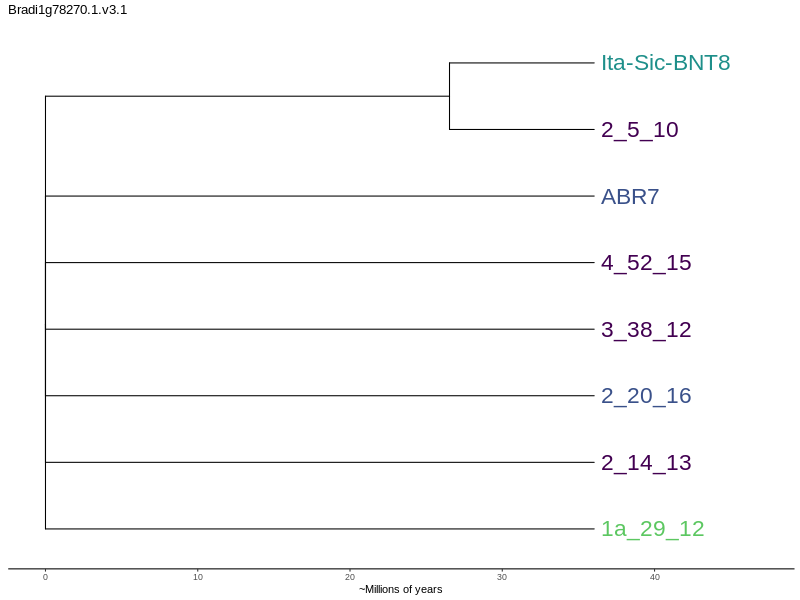 Bradi1g78270.1.v3.1
Ita-Sic-BNT8
2_5_10
ABR7
4_52_15
3_38_12
2_20_16
2_14_13
1a_29_12
0 10 20 30 40
~Millions of years